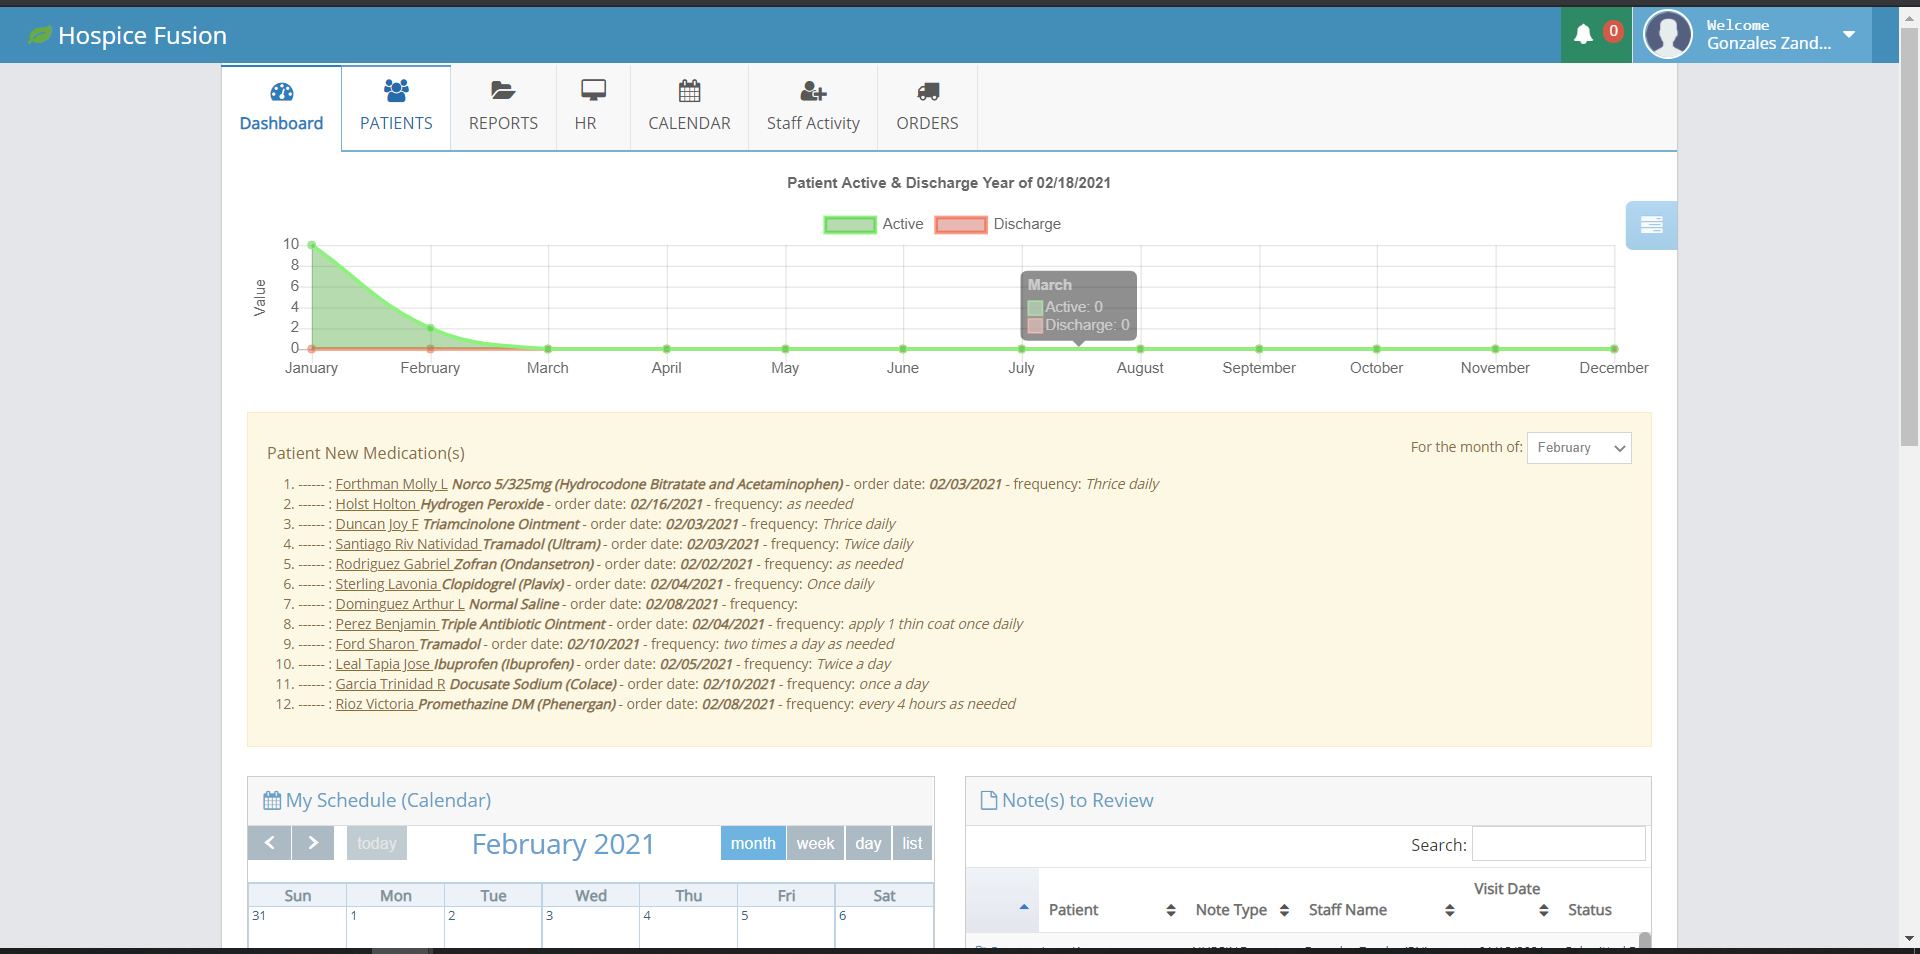 Hospice Fusion
0
Welcome
Gonzales Zand...
Dashboard
PATIENTS
REPORTS
HR
CALENDAR
Staff Activity
ORDERS
Patient Active & Discharge Year of 02/18/2021
Active
Discharge
Value
10
8
6
4
2
0
March
Active: 0
Discharge: 0
January February March April May June July August September October November December
Patient New Medication(s)
For the month of: February
1. ------ : Forthman Molly L Norco 5/325mg (Hydrocodone Bitratate and Acetaminophen) - order date: 02/03/2021 - frequency: Thrice daily
2. ------ : Holst Holton Hydrogen Peroxide - order date: 02/16/2021 - frequency: as needed
3. ------ : Duncan Joy F Triamcinolone Ointment - order date: 02/03/2021 - frequency: Thrice daily
4. ------ : Santiago Riv Natividad Tramadol (Ultram) - order date: 02/03/2021 - frequency: Twice daily
5. ------ : Rodriguez Gabriel Zofran (Ondansetron) - order date: 02/02/2021 - frequency: as needed
6. ------ : Sterling Lavonia Clopidogrel (Plavix) - order date: 02/04/2021 - frequency: Once daily
7. ------ : Dominguez Arthur L Normal Saline - order date: 02/08/2021 - frequency:
8. ------ : Perez Benjamin Triple Antibiotic Ointment - order date: 02/04/2021 - frequency: apply 1 thin coat once daily
9. ------ : Ford Sharon Tramadol - order date: 02/10/2021 - frequency: two times a day as needed
10. ------ : Leal Tapia Jose Ibuprofen (Ibuprofen) - order date: 02/05/2021 - frequency: Twice a day
11. ------ : Garcia Trinidad R Docusate Sodium (Colace) - order date: 02/10/2021 - frequency: once a day
12. ------ : Rioz Victoria Promethazine DM (Phenergan) - order date: 02/08/2021 - frequency: every 4 hours as needed
My Schedule (Calendar)
today
February 2021
month week day list
Sun Mon Tue Wed Thu Fri Sat
31 1 2 3 4 5 6
Note(s) to Review
Search:
Patient Note Type Staff Name Visit Date Status